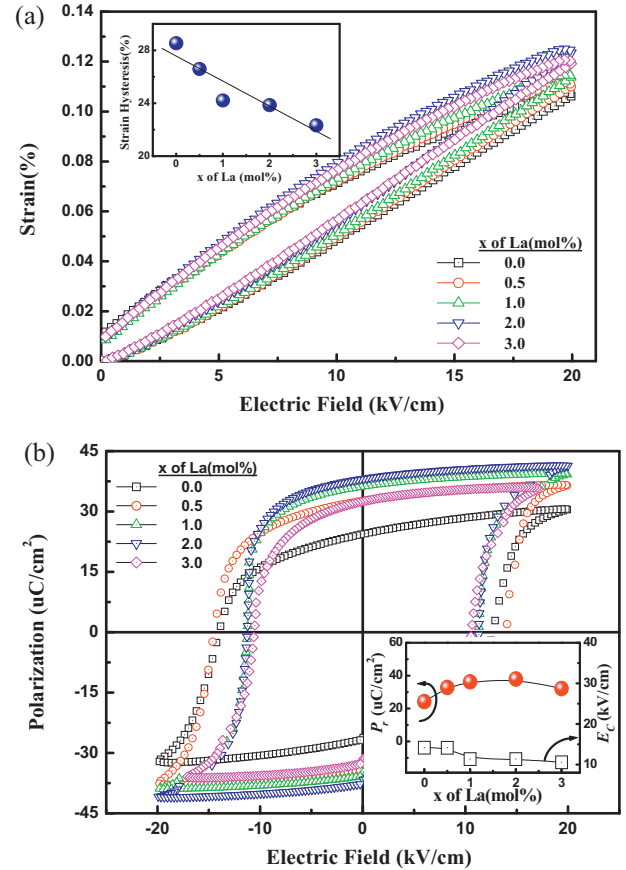 (a)
0.14
0.12
0.10
0.08
0.06
0.04
0.02
0.00
Strain(%)
28
26
24
22
20
Strain Hysteresis(%)
0 1 2 3
x of La (mol%)
x of La(mol%)
0.0
0.5
1.0
2.0
3.0
0 5 10 15 20
Electric Field (kV/cm)
(b)
45
30
15
0
-15
-30
-45
Polarization (uC/cm²)
x of La(mol%)
0.0
0.5
1.0
2.0
3.0
60
40
20
0
P_r (uC/cm²)
40
30
20
10
E_C (kV/cm)
0 1 2 3
x of La(mol%)
-20 -10 0 10 20
Electric Field (kV/cm)